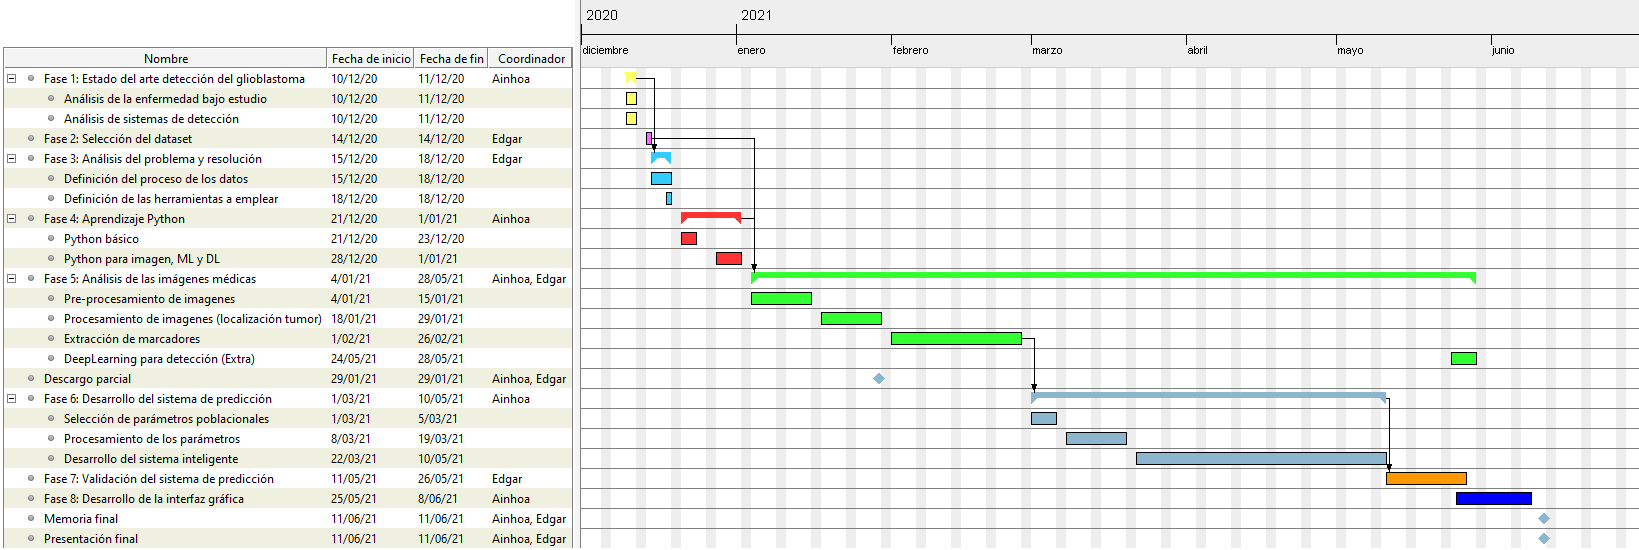 2020 2021
diciembre enero febrero marzo abril mayo junio
Nombre Fecha de inicio Fecha de fin Coordinador
Fase 1: Estado del arte detección del glioblastoma 10/12/20 11/12/20 Ainhoa
Análisis de la enfermedad bajo estudio 10/12/20 11/12/20
Análisis de sistemas de detección 10/12/20 11/12/20
Fase 2: Selección del dataset 14/12/20 14/12/20 Edgar
Fase 3: Análisis del problema y resolución 15/12/20 18/12/20 Edgar
Definición del proceso de los datos 15/12/20 18/12/20
Definición de las herramientas a emplear 18/12/20 18/12/20
Fase 4: Aprendizaje Python 21/12/20 1/01/21 Ainhoa
Python básico 21/12/20 23/12/20
Python para imagen, ML y DL 28/12/20 1/01/21
Fase 5: Análisis de las imágenes médicas 4/01/21 28/05/21 Ainhoa, Edgar
Pre-procesamiento de imagenes 4/01/21 15/01/21
Procesamiento de imagenes (localización tumor) 18/01/21 29/01/21
Extracción de marcadores 1/02/21 26/02/21
DeepLearning para detección (Extra) 24/05/21 28/05/21
Descargo parcial 29/01/21 29/01/21 Ainhoa, Edgar
Fase 6: Desarrollo del sistema de predicción 1/03/21 10/05/21 Ainhoa
Selección de parámetros poblacionales 1/03/21 5/03/21
Procesamiento de los parámetros 8/03/21 19/03/21
Desarrollo del sistema inteligente 22/03/21 10/05/21
Fase 7: Validación del sistema de predicción 11/05/21 26/05/21 Edgar
Fase 8: Desarrollo de la interfaz gráfica 25/05/21 8/06/21 Ainhoa
Memoria final 11/06/21 11/06/21 Ainhoa, Edgar
Presentación final 11/06/21 11/06/21 Ainhoa, Edgar